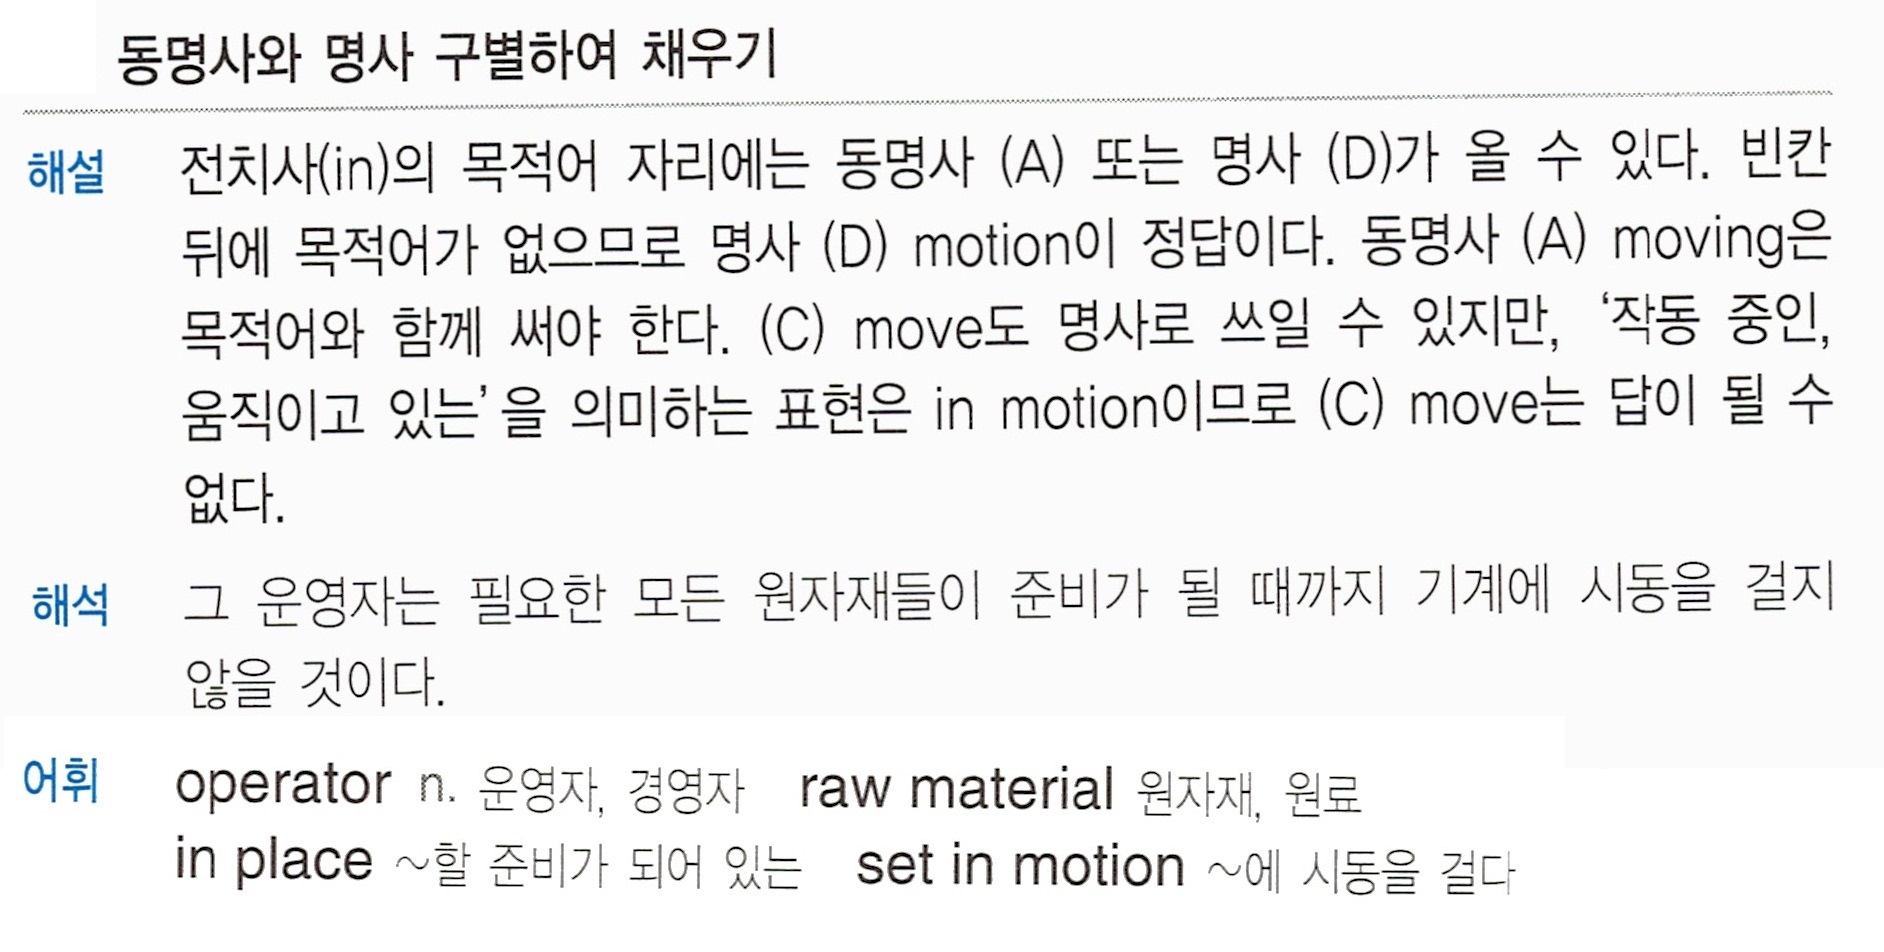 동명사와 명사 구별하여 채우기
해설 전치사(in)의 목적어 자리에는 동명사 (A) 또는 명사 (D)가 올 수 있다. 빈칸
뒤에 목적어가 없으므로 명사 (D) motion이 정답이다. 동명사 (A) moving은
목적어와 함께 써야 한다. (C) move도 명사로 쓰일 수 있지만, ‘작동 중인,
움직이고 있는’을 의미하는 표현은 in motion이므로 (C) move는 답이 될 수
없다.
해석 그 운영자는 필요한 모든 원자재들이 준비가 될 때까지 기계에 시동을 걸지
않을 것이다.
어휘 operator n. 운영자, 경영자 raw material 원자재, 원료
in place ~할 준비가 되어 있는 set in motion ~에 시동을 걸다